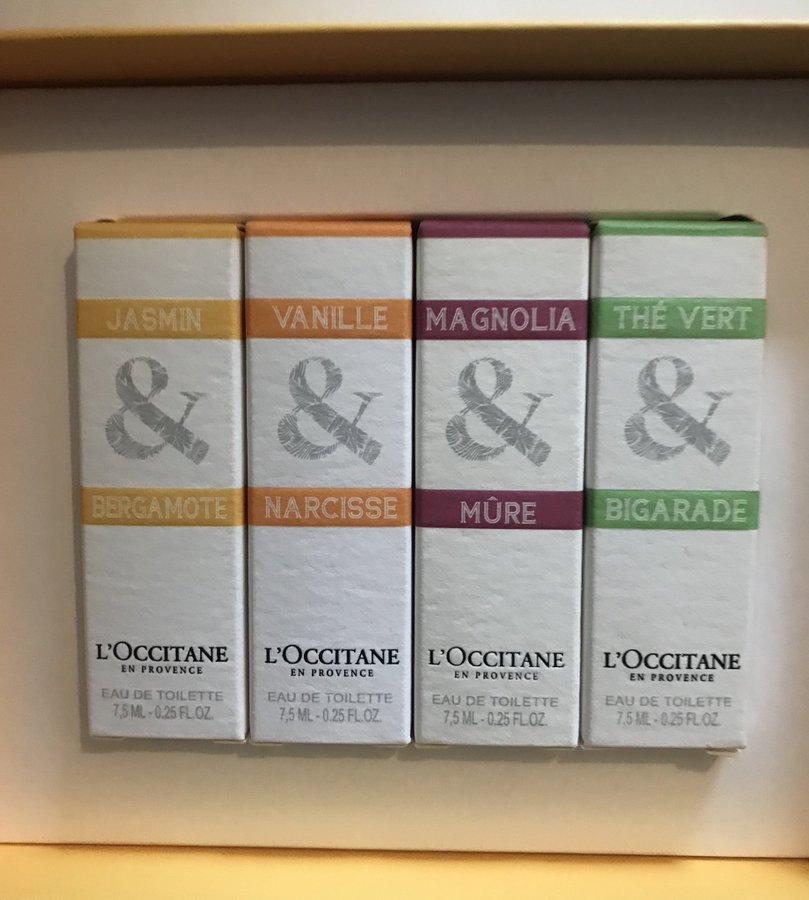 JASMIN
&
BERGAMOTE
L'OCCITANE
EN PROVENCE
EAU DE TOILETTE
7,5 ML - 0.25 FL.OZ.
VANILLE
&
NARCISSE
L'OCCITANE
EN PROVENCE
EAU DE TOILETTE
7,5 ML - 0.25 FL.OZ.
MAGNOLIA
&
MÛRE
L'OCCITANE
EN PROVENCE
EAU DE TOILETTE
7,5 ML - 0.25 FL.OZ.
THÉ VERT
&
BIGARADE
L'OCCITANE
EN PROVENCE
EAU DE TOILETTE
7,5 ML - 0.25 FL.OZ.